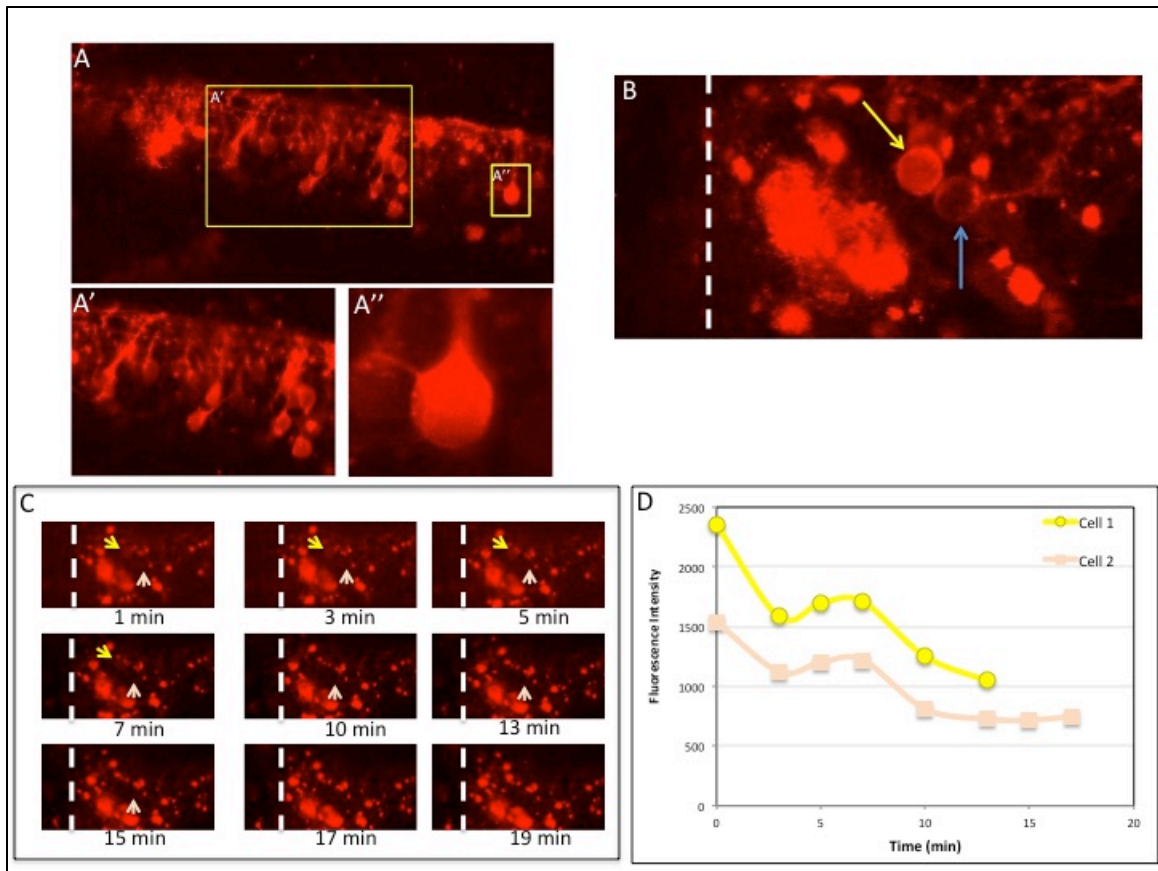 A
A'
A''
B
A'
A''
C
1 min
3 min
5 min
7 min
10 min
13 min
15 min
17 min
19 min
D
2500
2000
1500
1000
500
0
Fluorescence Intensity
Cell 1
Cell 2
0
5
10
15
20
Time (min)